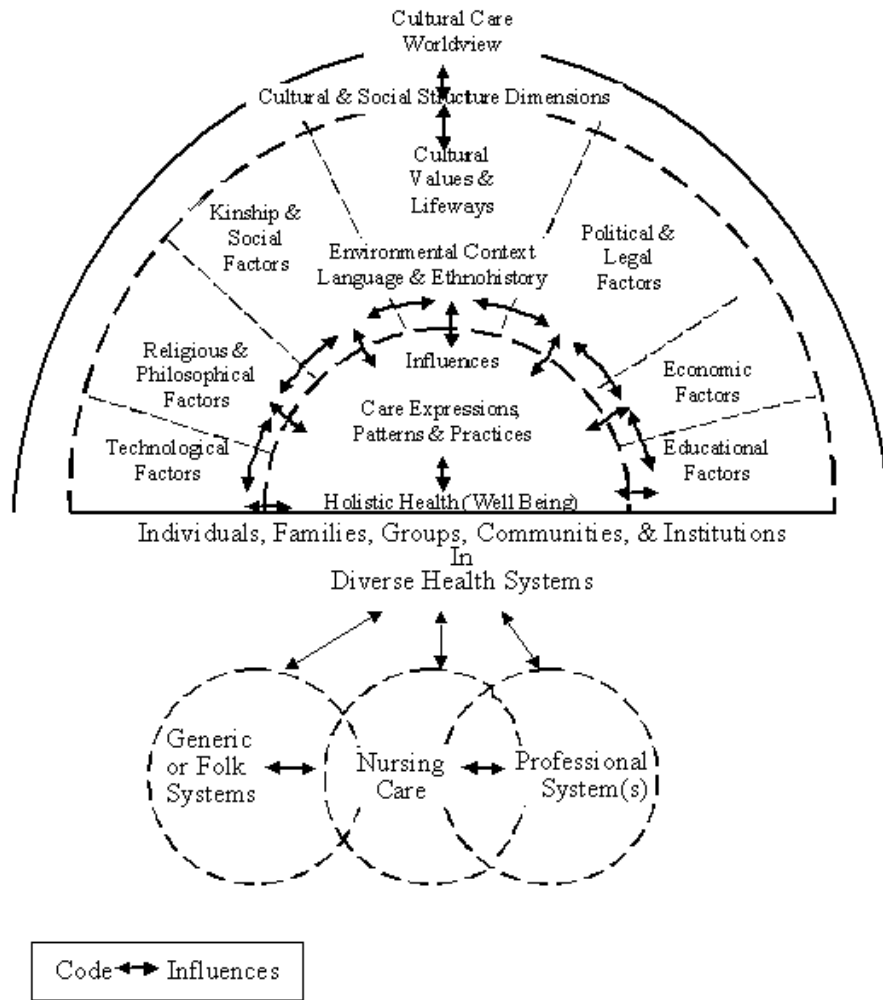 Cultural Care
Worldview
Cultural & Social Structure Dimensions
Cultural
Values &
Lifeways
Kinship &
Social
Factors
Political &
Legal
Factors
Environmental Context
Language & Ethnohistory
Religious &
Philosophical
Factors
Influences
Economic
Factors
Care Expressions,
Patterns & Practices
Technological
Factors
Educational
Factors
Holistic Health (Well Being)
Individuals, Families, Groups, Communities, & Institutions
In
Diverse Health Systems
Generic
or Folk
Systems
Nursing
Care
Professional
System(s)
Code Influences